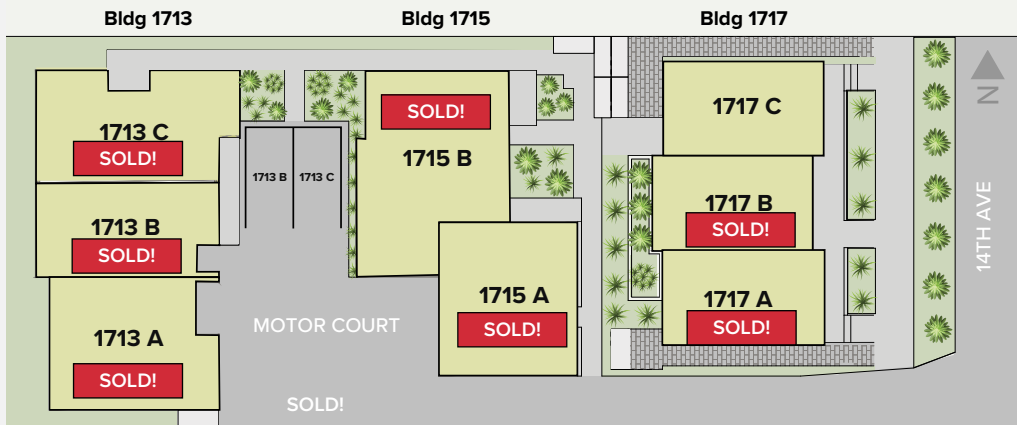 Bldg 1713
Bldg 1715
Bldg 1717
1713 C
SOLD!
1713 B
SOLD!
1713 A
SOLD!
1713 B
1713 C
MOTOR COURT
SOLD!
SOLD!
1715 B
1715 A
SOLD!
1717 C
1717 B
SOLD!
1717 A
SOLD!
N
14TH AVE